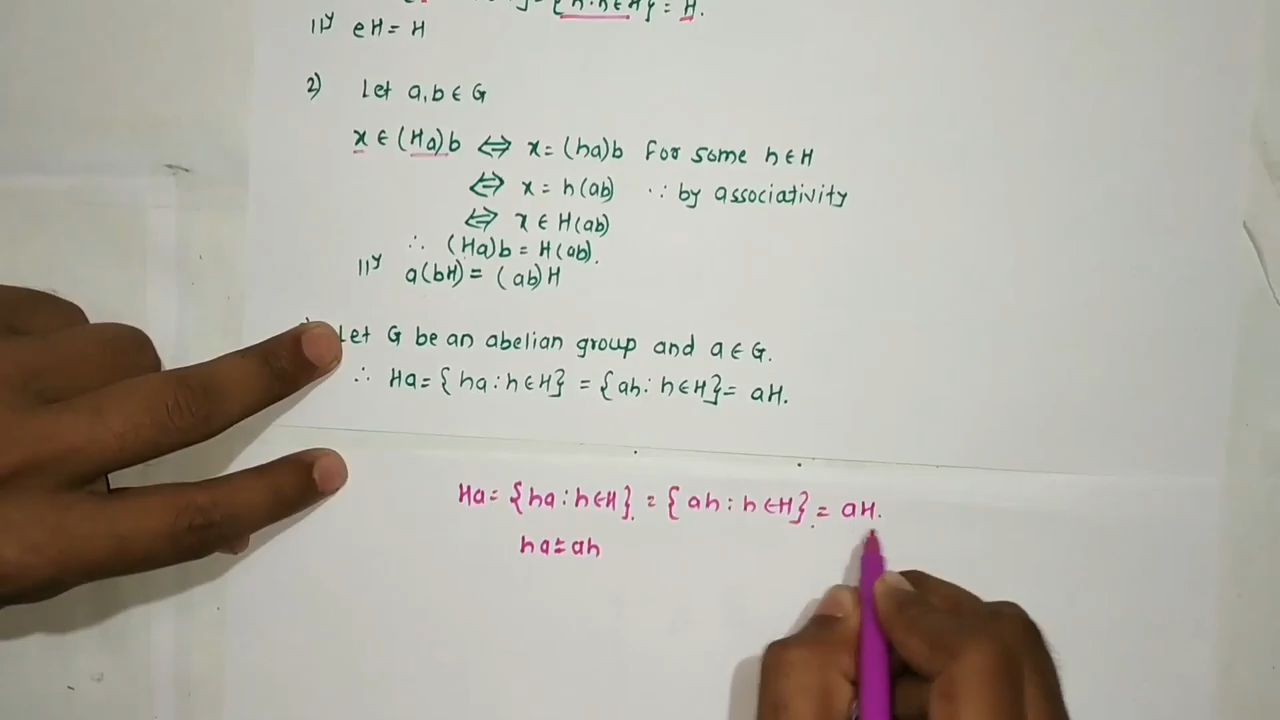 = {h : h ∈ H} = H.
||ly eH = H
2) Let a, b ∈ G
x ∈ (Ha)b ⇔ x = (ha)b for some h ∈ H
⇔ x = h(ab) ∵ by associativity
⇔ x ∈ H(ab)
∴ (Ha)b = H(ab).
||ly a(bH) = (ab)H
Let G be an abelian group and a ∈ G.
∴ Ha = {ha : h ∈ H} = {ah : h ∈ H} = aH.
Ha = {ha : h ∈ H} = {ah : h ∈ H} = aH.
ha = ah